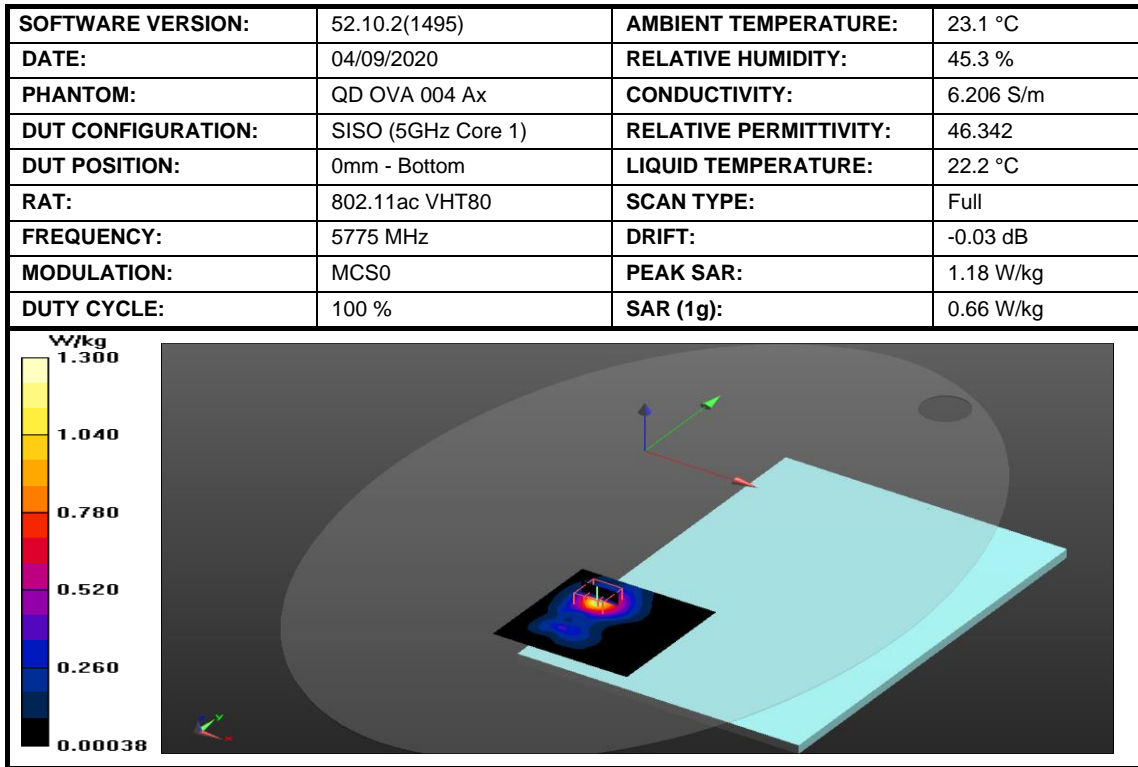 SOFTWARE VERSION: 52.10.2(1495) AMBIENT TEMPERATURE: 23.1 °C
DATE: 04/09/2020 RELATIVE HUMIDITY: 45.3 %
PHANTOM: QD OVA 004 Ax CONDUCTIVITY: 6.206 S/m
DUT CONFIGURATION: SISO (5GHz Core 1) RELATIVE PERMITTIVITY: 46.342
DUT POSITION: 0mm - Bottom LIQUID TEMPERATURE: 22.2 °C
RAT: 802.11ac VHT80 SCAN TYPE: Full
FREQUENCY: 5775 MHz DRIFT: -0.03 dB
MODULATION: MCS0 PEAK SAR: 1.18 W/kg
DUTY CYCLE: 100 % SAR (1g): 0.66 W/kg
W/kg
1.300
1.040
0.780
0.520
0.260
0.00038
Y
X